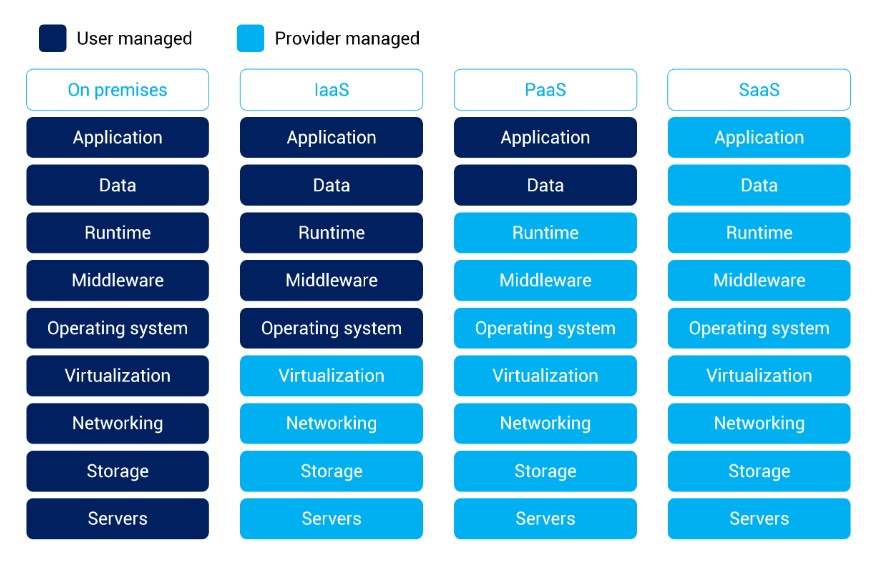 User managed
Provider managed
On premises
IaaS
PaaS
SaaS
Application
Application
Application
Application
Data
Data
Data
Data
Runtime
Runtime
Runtime
Runtime
Middleware
Middleware
Middleware
Middleware
Operating system
Operating system
Operating system
Operating system
Virtualization
Virtualization
Virtualization
Virtualization
Networking
Networking
Networking
Networking
Storage
Storage
Storage
Storage
Servers
Servers
Servers
Servers